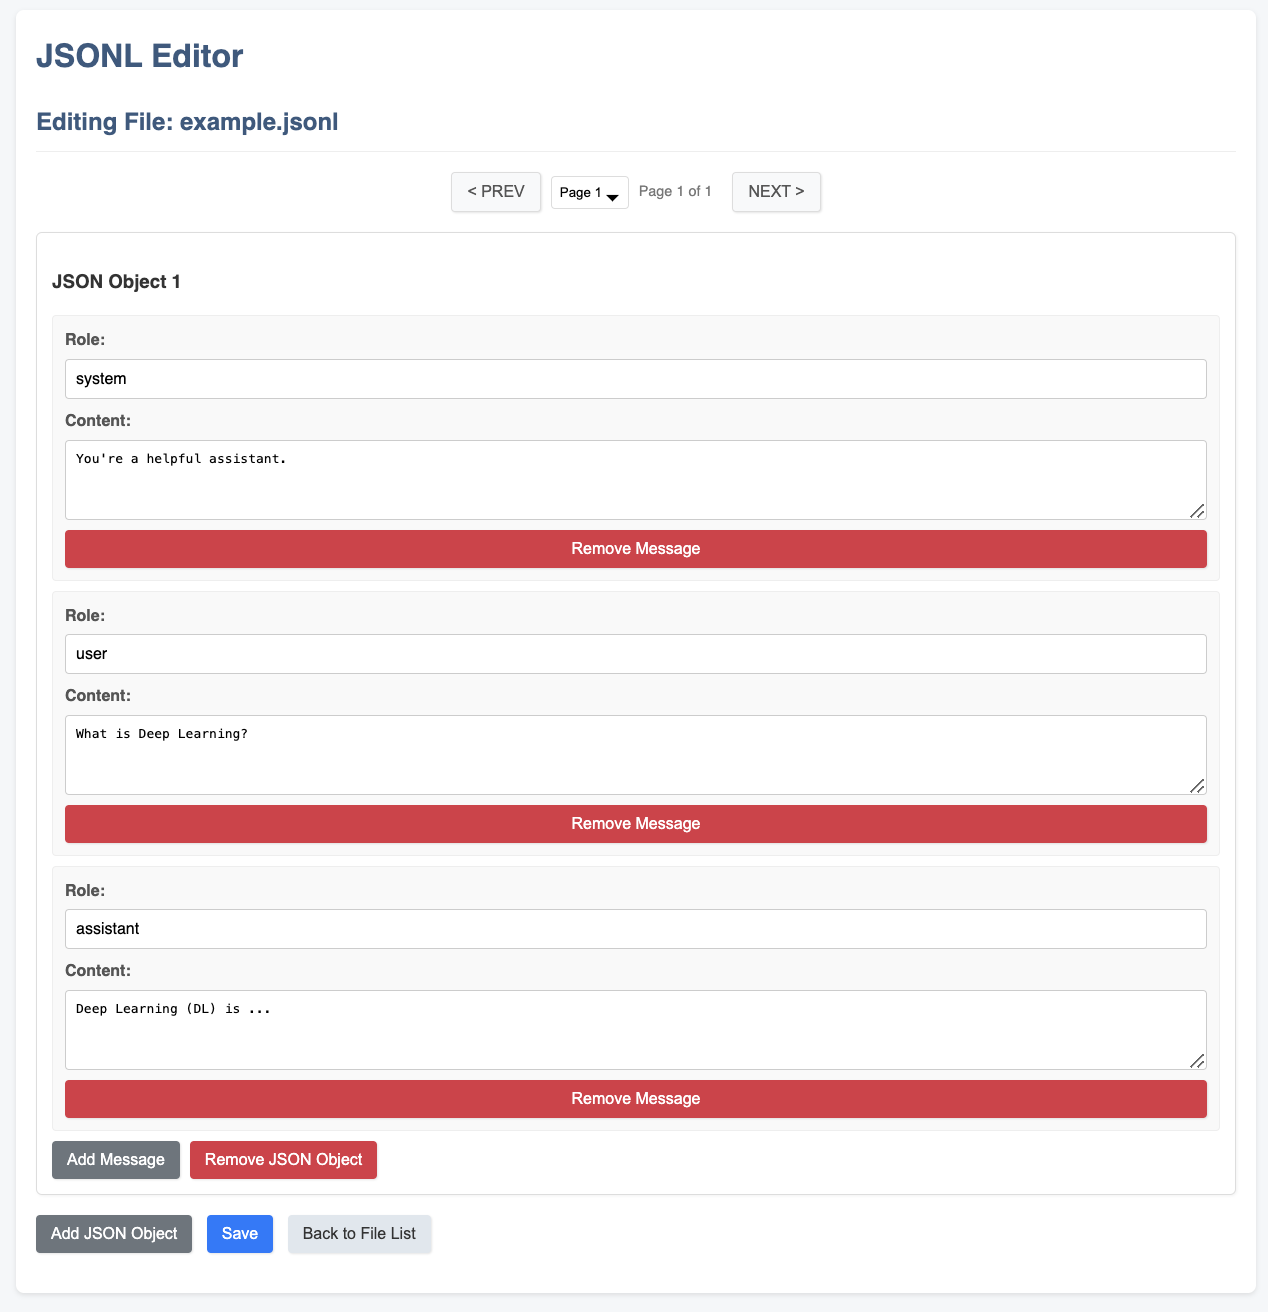 JSONL Editor
Editing File: example.jsonl
< PREV Page 1 Page 1 of 1 NEXT >
JSON Object 1
Role:
system
Content:
You're a helpful assistant.
Remove Message
Role:
user
Content:
What is Deep Learning?
Remove Message
Role:
assistant
Content:
Deep Learning (DL) is ...
Remove Message
Add Message Remove JSON Object
Add JSON Object Save Back to File List